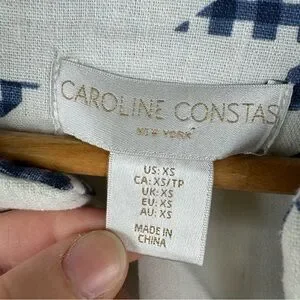 CAROLINE CONSTAS
NEW YORK
US: XS
CA: XS/TP
UK: XS
EU: XS
AU: XS
MADE IN
CHINA